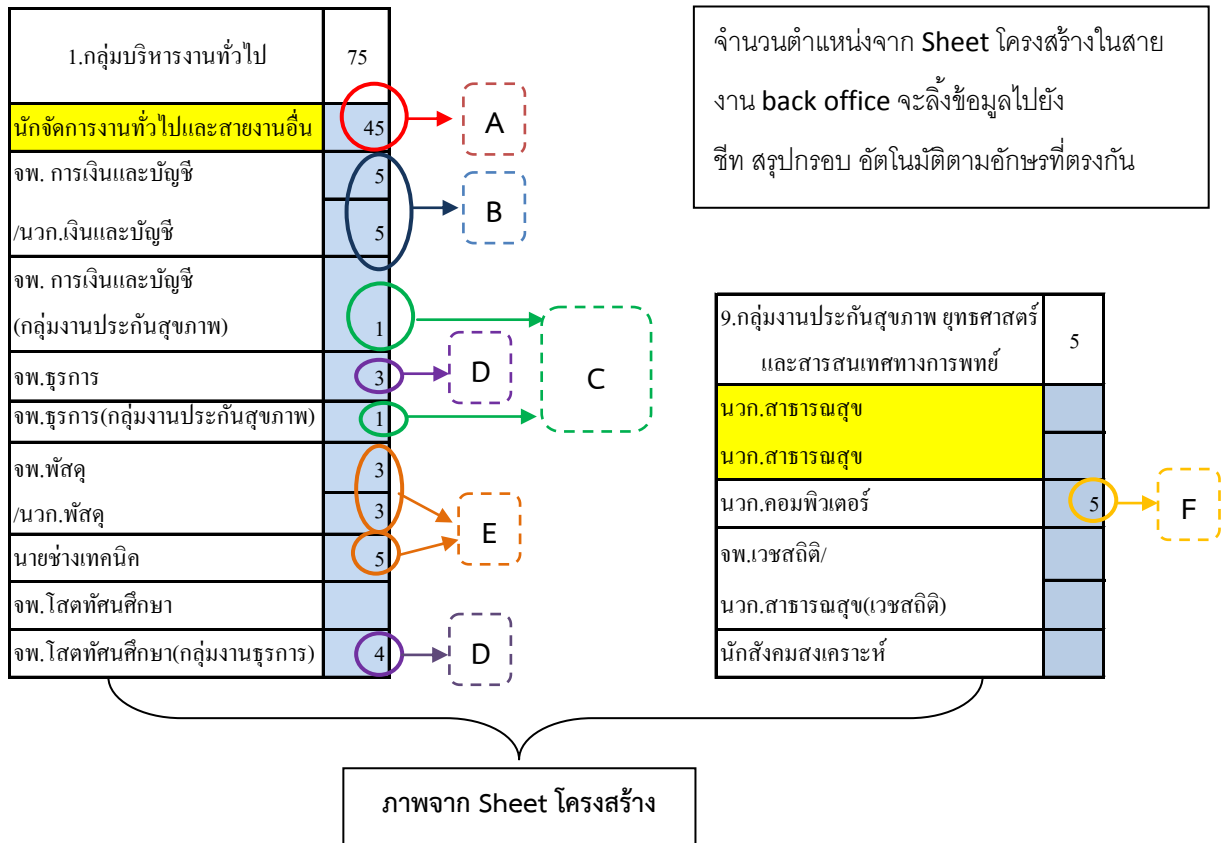 1.กลุ่มบริหารงานทั่วไป 75
นักจัดการงานทั่วไปและสายงานอื่น 45
A
จพ. การเงินและบัญชี 5
/นวก.เงินและบัญชี 5
B
จพ. การเงินและบัญชี
(กลุ่มงานประกันสุขภาพ) 1
จพ.ธุรการ 3
D
C
จพ.ธุรการ(กลุ่มงานประกันสุขภาพ) 1
จพ.พัสดุ 3
/นวก.พัสดุ 3
E
นายช่างเทคนิค 5
จพ.โสตทัศนศึกษา
จพ.โสตทัศนศึกษา(กลุ่มงานธุรการ) 4
D
จำนวนตำแหน่งจาก Sheet โครงสร้างในสาย
งาน back office จะลิ้งข้อมูลไปยัง
ชีท สรุปกรอบ อัตโนมัติตามอักษรที่ตรงกัน
9.กลุ่มงานประกันสุขภาพ ยุทธศาสตร์
และสารสนเทศทางการพทย์ 5
นวก.สาธารณสุข
นวก.สาธารณสุข
นวก.คอมพิวเตอร์ 5
F
จพ.เวชสถิติ/
นวก.สาธารณสุข(เวชสถิติ)
นักสังคมสงเคราะห์
ภาพจาก Sheet โครงสร้าง